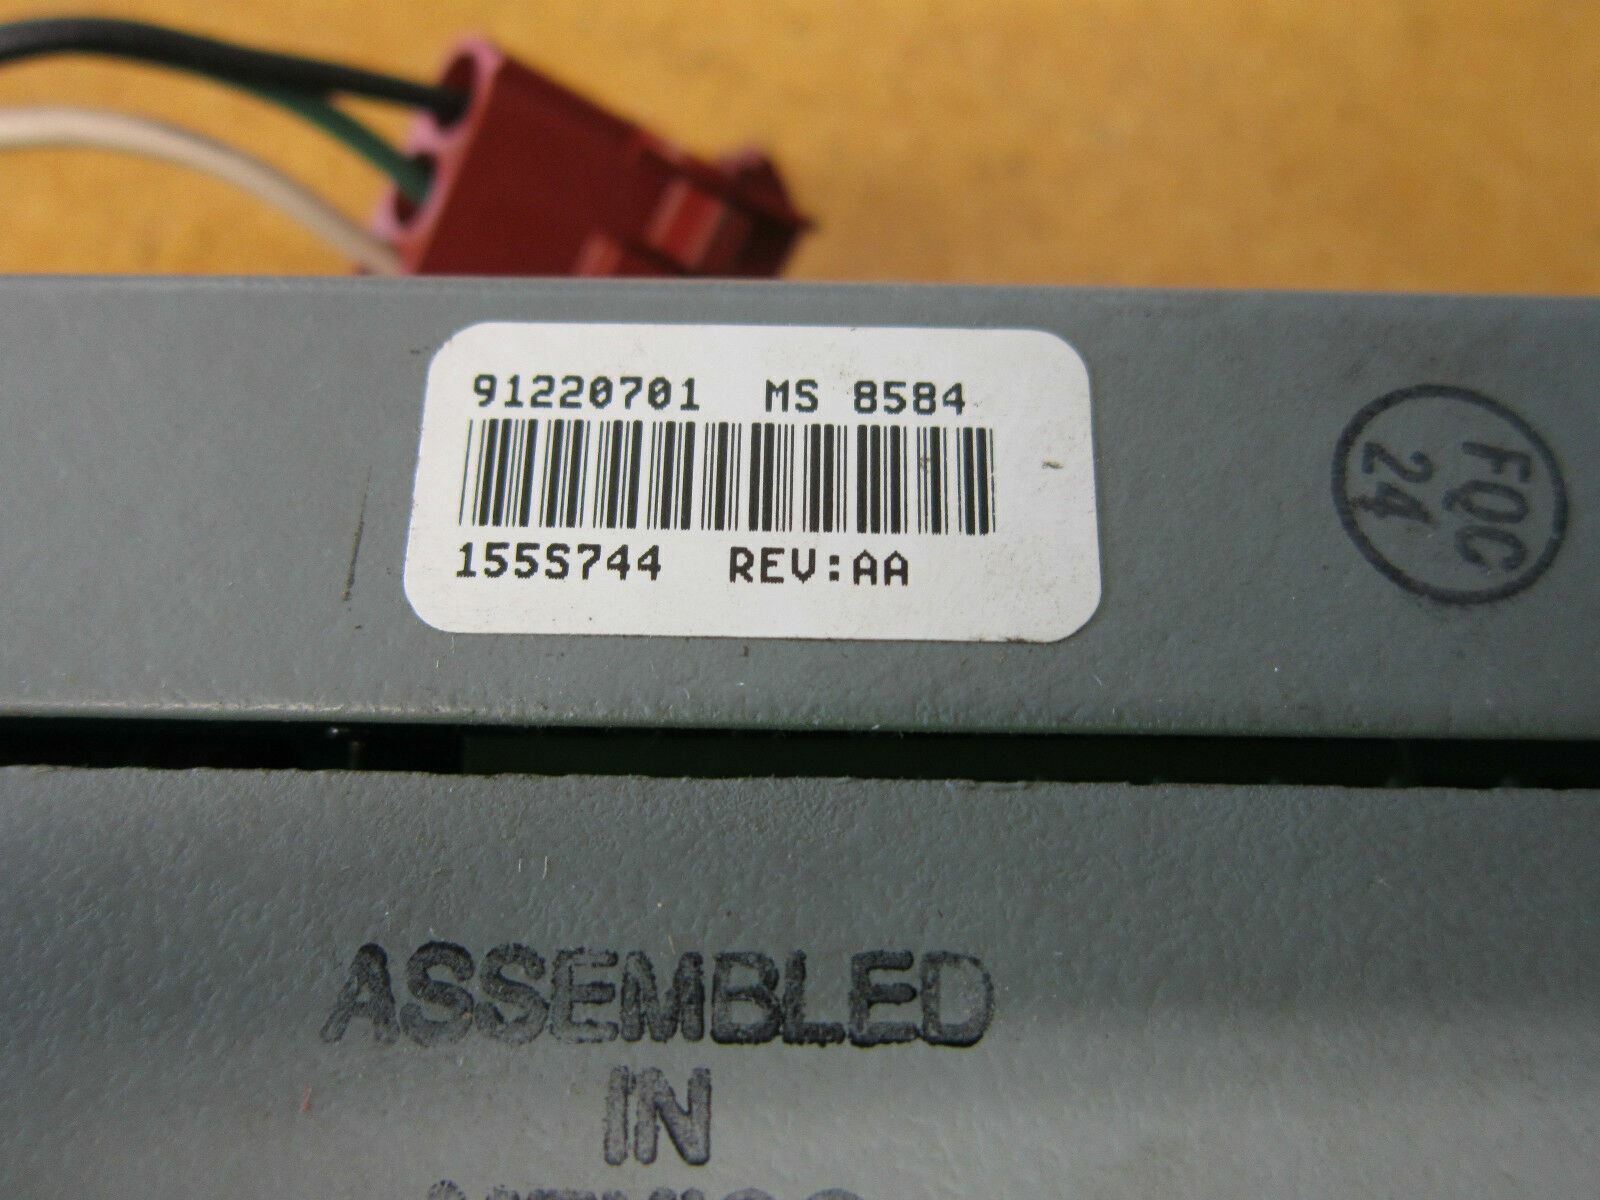 91220701 MS 8584
155S744 REV:AA
FQC
24
ASSEMBLED
IN